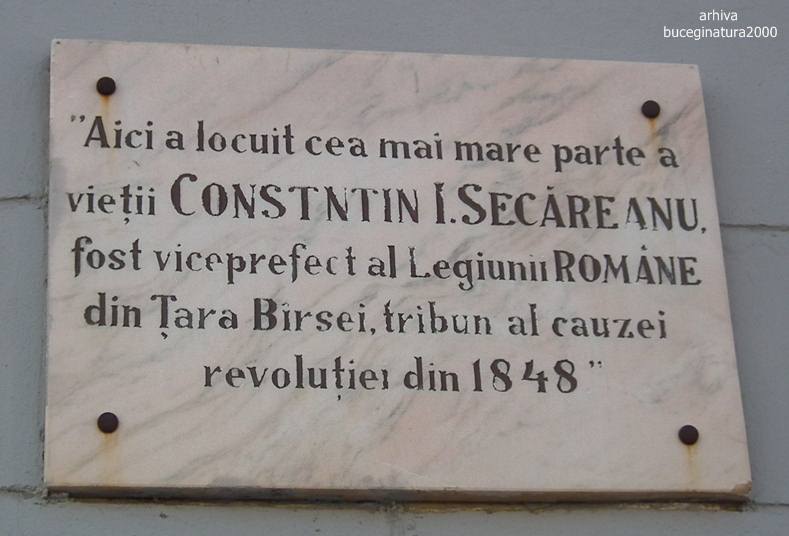 arhiva
buceginatura2000
"Aici a locuit cea mai mare parte a
vieții CONSTNTIN I. SECĂREANU,
fost viceprefect al Legiunii ROMÂNE
din Țara Bîrsei, tribun al cauzei
revoluției din 1848"